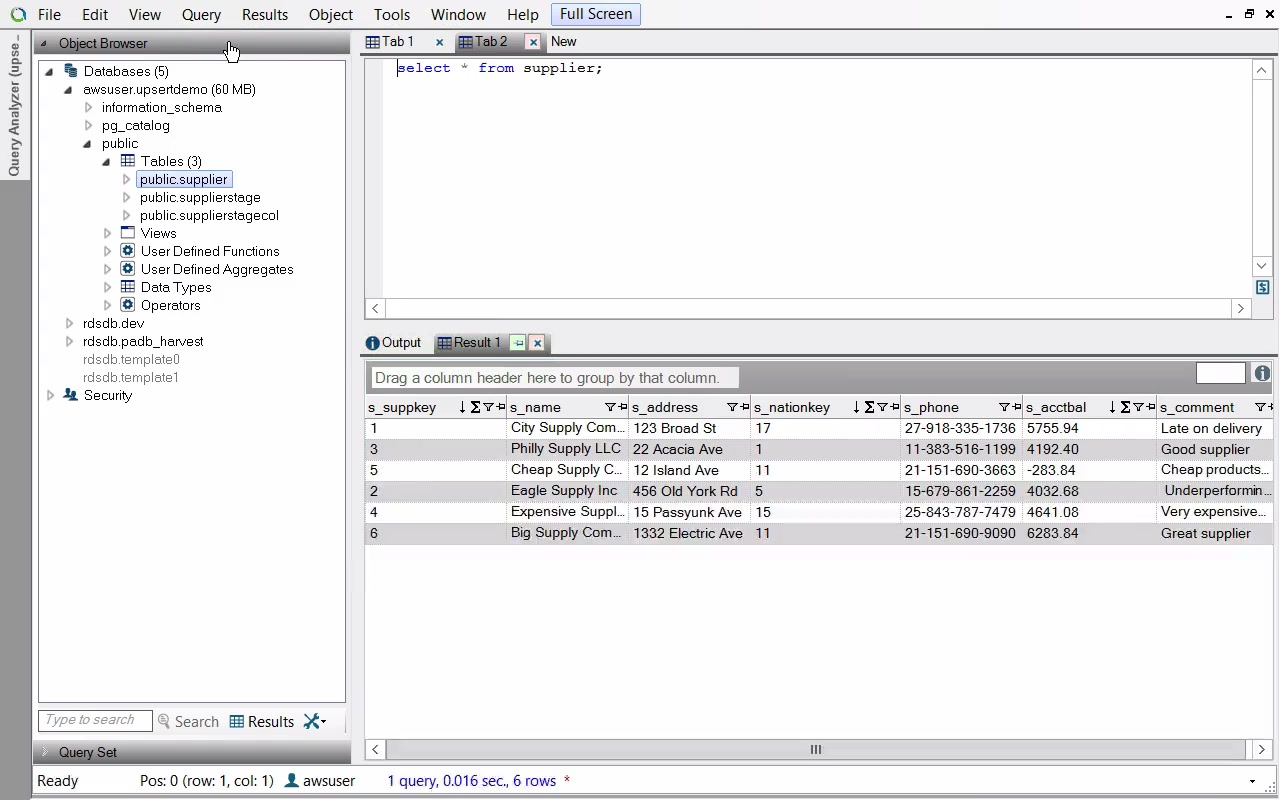 File Edit View Query Results Object Tools Window Help Full Screen
Query Analyzer (upse...
Object Browser
Tab 1 Tab 2 New
Databases (5)
awsuser.upsertdemo (60 MB)
information_schema
pg_catalog
public
Tables (3)
public.supplier
public.supplierstage
public.supplierstagecol
Views
User Defined Functions
User Defined Aggregates
Data Types
Operators
rdsdb.dev
rdsdb.padb_harvest
rdsdb.template0
rdsdb.template1
Security
Type to search Search Results
Query Set
select * from supplier;
Output Result 1
Drag a column header here to group by that column.
s_suppkey s_name s_address s_nationkey s_phone s_acctbal s_comment
1 City Supply Com... 123 Broad St 17 27-918-335-1736 5755.94 Late on delivery
3 Philly Supply LLC 22 Acacia Ave 1 11-383-516-1199 4192.40 Good supplier
5 Cheap Supply C... 12 Island Ave 11 21-151-690-3663 -283.84 Cheap products...
2 Eagle Supply Inc 456 Old York Rd 5 15-679-861-2259 4032.68 Underperformin...
4 Expensive Suppl... 15 Passyunk Ave 15 25-843-787-7479 4641.08 Very expensive...
6 Big Supply Com... 1332 Electric Ave 11 21-151-690-9090 6283.84 Great supplier
Ready Pos: 0 (row: 1, col: 1) awsuser 1 query, 0.016 sec., 6 rows *